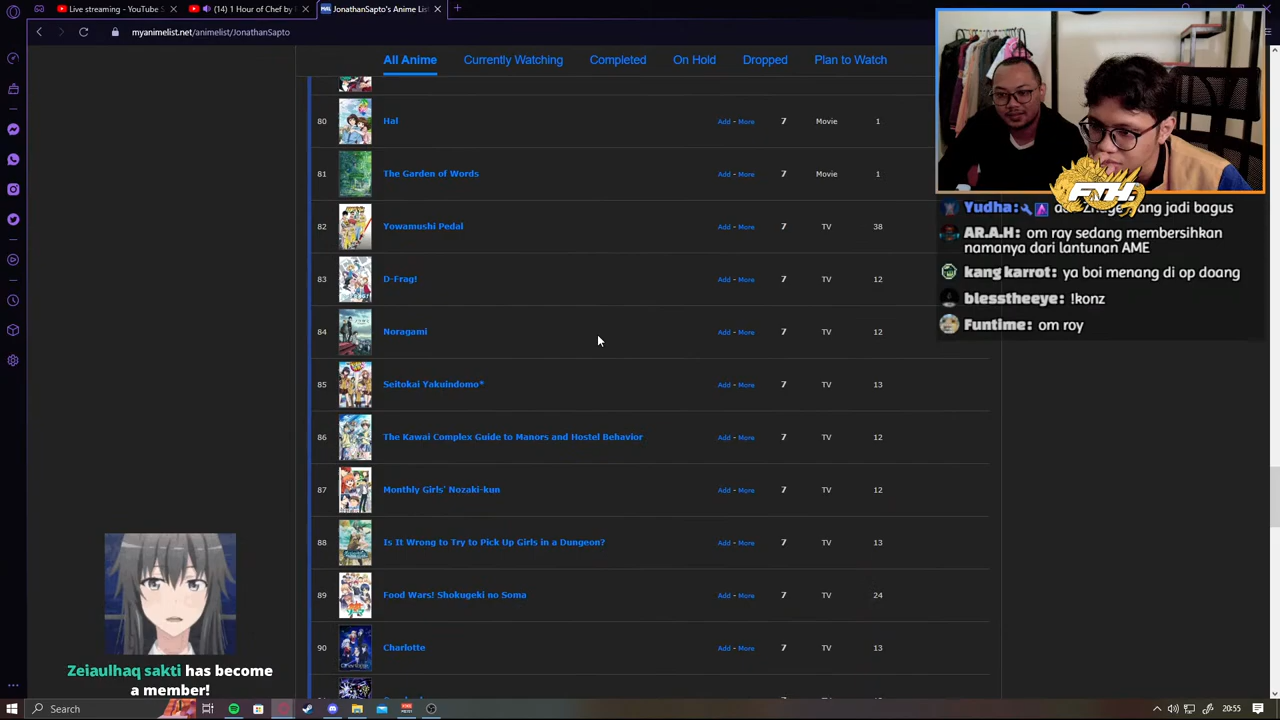 Live streaming - YouTube S
(14) 1 Hour of Chef by
MAL
JonathanSapto's Anime List
myanimelist.net/animelist/JonathanSapto
All Anime
Currently Watching
Completed
On Hold
Dropped
Plan to Watch
80 Hal Add - More 7 Movie 1
81 The Garden of Words Add - More 7 Movie 1
82 Yowamushi Pedal Add - More 7 TV 38
83 D-Frag! Add - More 7 TV 12
84 Noragami Add - More 7 TV 12
85 Seitokai Yakuindomo* Add - More 7 TV 13
86 The Kawai Complex Guide to Manors and Hostel Behavior Add - More 7 TV 12
87 Monthly Girls' Nozaki-kun Add - More 7 TV 12
88 Is It Wrong to Try to Pick Up Girls in a Dungeon? Add - More 7 TV 13
89 Food Wars! Shokugeki no Soma Add - More 7 TV 24
90 Charlotte Add - More 7 TV 13
FNH.
Yudha: jadi bagus
AR.A.H: om ray sedang membersihkan
namanya dari lantunan AME
kang karrot: ya boi menang di op doang
blesstheeye: !konz
Funtime: om roy
Zeiaulhaq sakti has become
a member!
Search
20:55